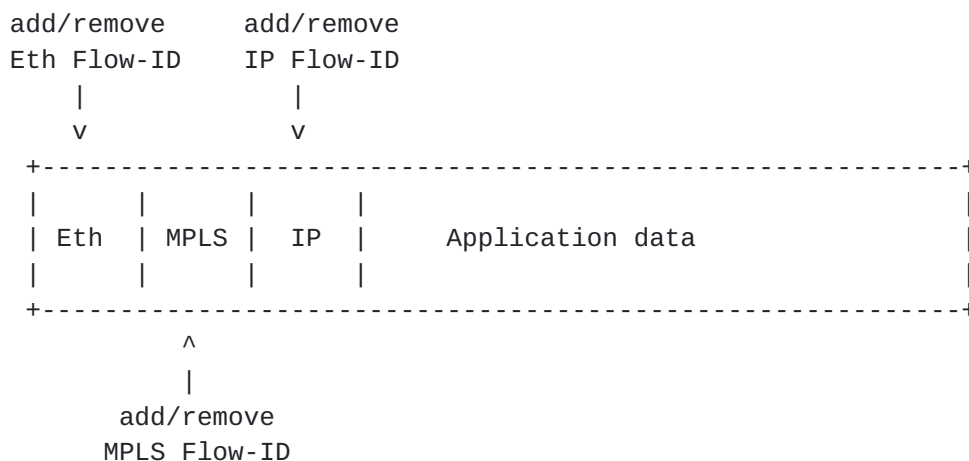 add/remove add/remove
Eth Flow-ID IP Flow-ID
Eth MPLS IP Application data
add/remove
MPLS Flow-ID